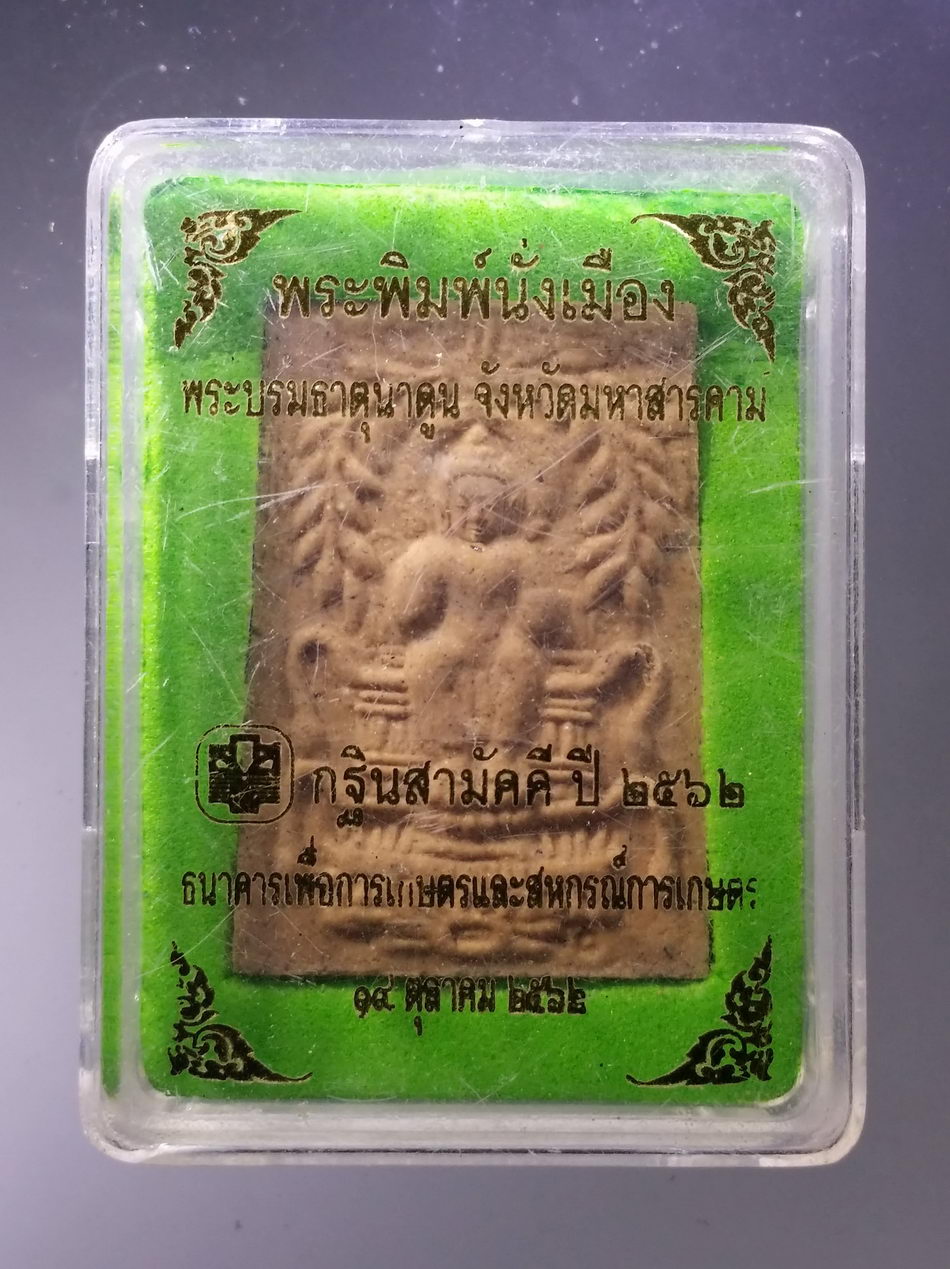 พระพิมพ์นั่งเมือง
พระบรมธาตุนาดูน จังหวัดมหาสารคาม
กฐินสามัคคี ปี ๒๕๖๒
ธนาคารเพื่อการเกษตรและสหกรณ์การเกษตร
๑๔ ตุลาคม ๒๕๖๒